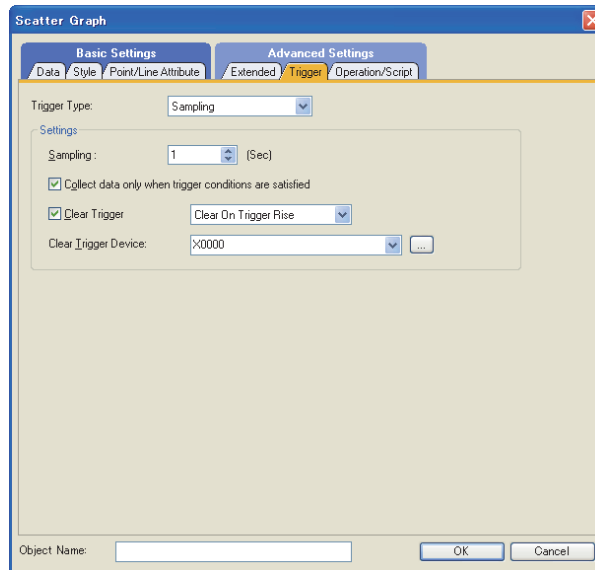 Scatter Graph
Basic Settings
Advanced Settings
Data
Style
Point/Line Attribute
Extended
Trigger
Operation/Script
Trigger Type:
Sampling
Settings
Sampling :
1
(Sec)
Collect data only when trigger conditions are satisfied
Clear Trigger
Clear On Trigger Rise
Clear Trigger Device:
X0000
...
Object Name:
OK
Cancel